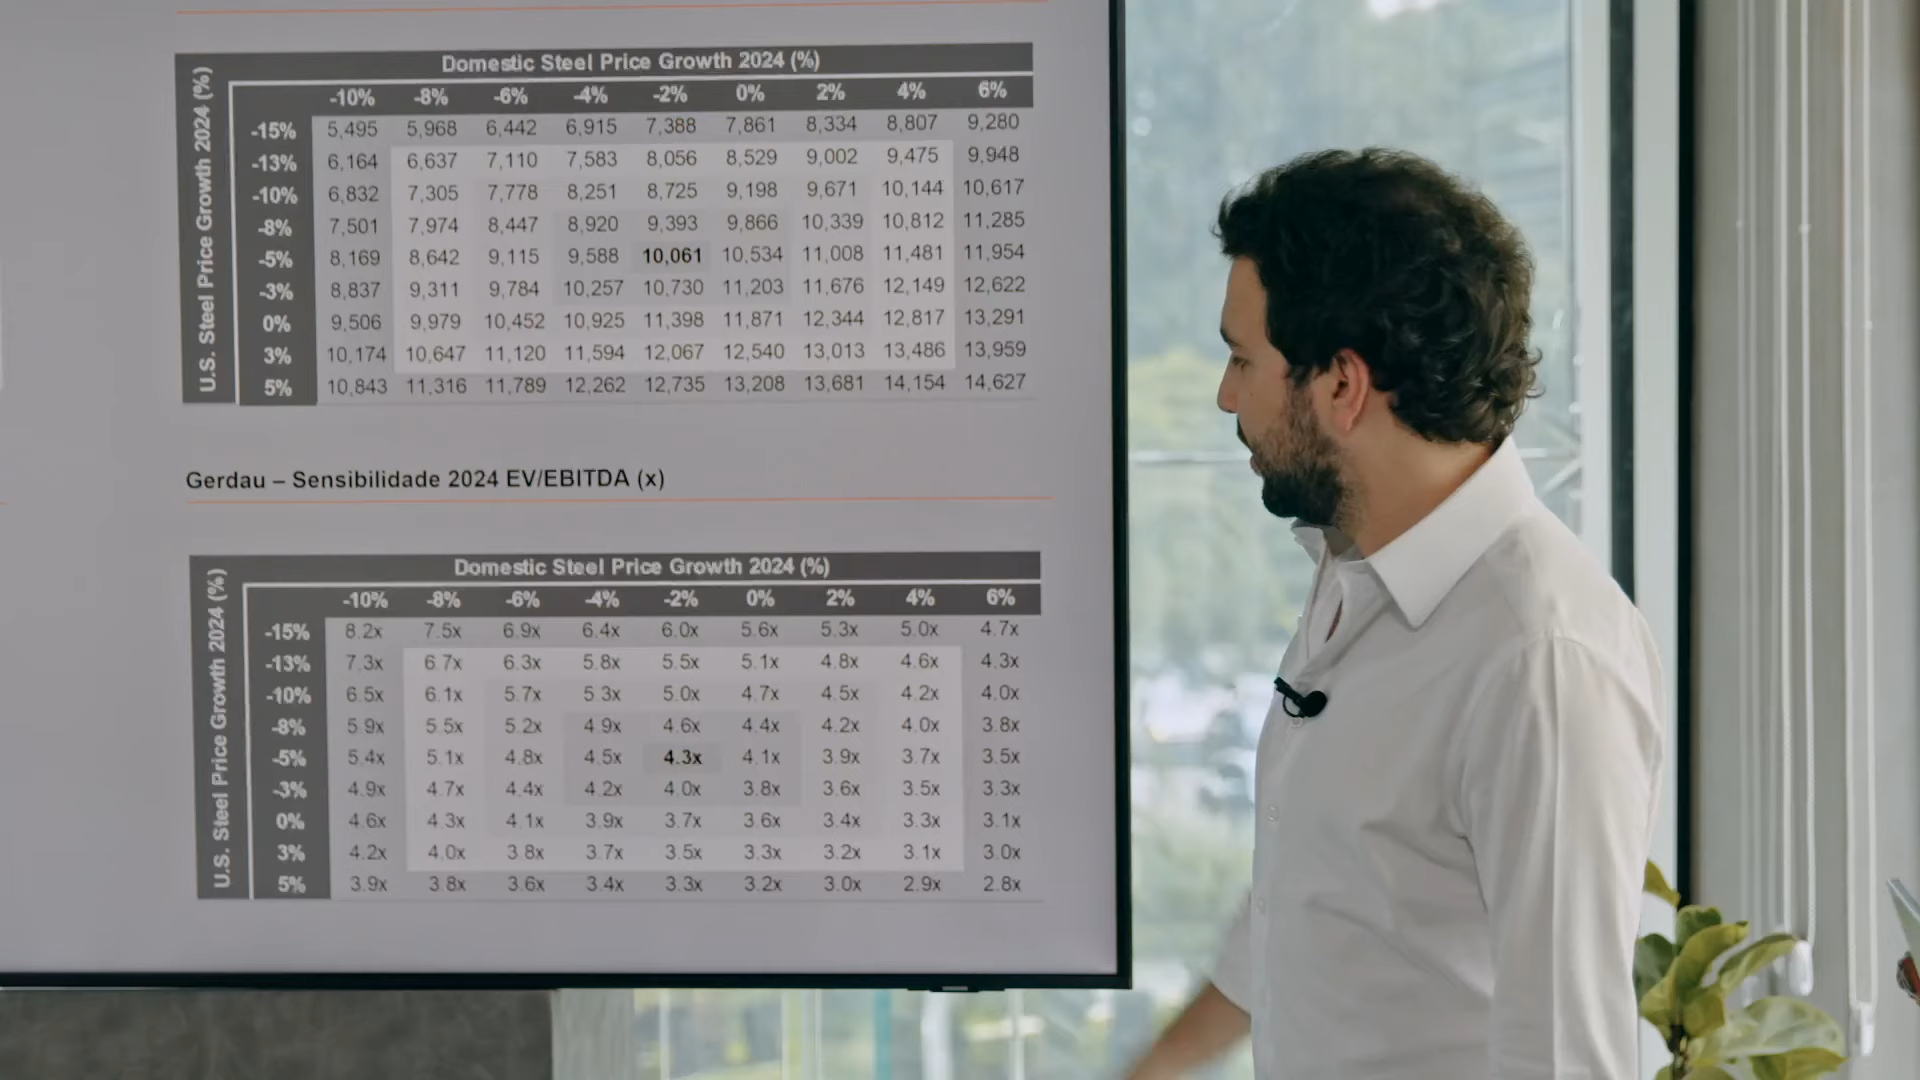 Domestic Steel Price Growth 2024 (%)
U.S. Steel Price Growth 2024 (%)
-10% -8% -6% -4% -2% 0% 2% 4% 6%
-15% 5,495 5,968 6,442 6,915 7,388 7,861 8,334 8,807 9,280
-13% 6,164 6,637 7,110 7,583 8,056 8,529 9,002 9,475 9,948
-10% 6,832 7,305 7,778 8,251 8,725 9,198 9,671 10,144 10,617
-8% 7,501 7,974 8,447 8,920 9,393 9,866 10,339 10,812 11,285
-5% 8,169 8,642 9,115 9,588 10,061 10,534 11,008 11,481 11,954
-3% 8,837 9,311 9,784 10,257 10,730 11,203 11,676 12,149 12,622
0% 9,506 9,979 10,452 10,925 11,398 11,871 12,344 12,817 13,291
3% 10,174 10,647 11,120 11,594 12,067 12,540 13,013 13,486 13,959
5% 10,843 11,316 11,789 12,262 12,735 13,208 13,681 14,154 14,627
Gerdau – Sensibilidade 2024 EV/EBITDA (x)
Domestic Steel Price Growth 2024 (%)
U.S. Steel Price Growth 2024 (%)
-10% -8% -6% -4% -2% 0% 2% 4% 6%
-15% 8.2x 7.5x 6.9x 6.4x 6.0x 5.6x 5.3x 5.0x 4.7x
-13% 7.3x 6.7x 6.3x 5.8x 5.5x 5.1x 4.8x 4.6x 4.3x
-10% 6.5x 6.1x 5.7x 5.3x 5.0x 4.7x 4.5x 4.2x 4.0x
-8% 5.9x 5.5x 5.2x 4.9x 4.6x 4.4x 4.2x 4.0x 3.8x
-5% 5.4x 5.1x 4.8x 4.5x 4.3x 4.1x 3.9x 3.7x 3.5x
-3% 4.9x 4.7x 4.4x 4.2x 4.0x 3.8x 3.6x 3.5x 3.3x
0% 4.6x 4.3x 4.1x 3.9x 3.7x 3.6x 3.4x 3.3x 3.1x
3% 4.2x 4.0x 3.8x 3.7x 3.5x 3.3x 3.2x 3.1x 3.0x
5% 3.9x 3.8x 3.6x 3.4x 3.3x 3.2x 3.0x 2.9x 2.8x